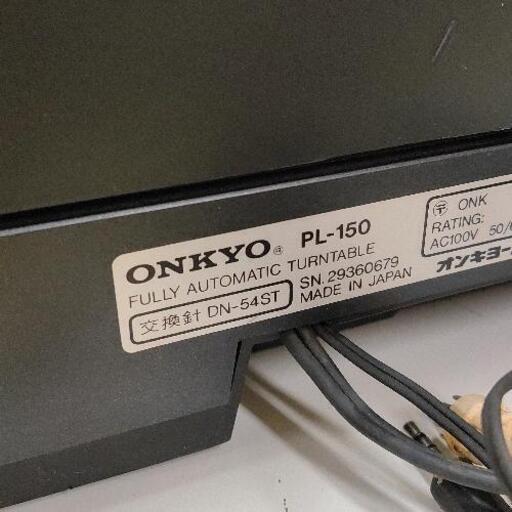 ONKYO® PL-150
FULLY AUTOMATIC TURNTABLE
交換針 DN-54ST
SN.29360679
MADE IN JAPAN
〒 ONK
RATING:
AC100V 50/
オンキヨー